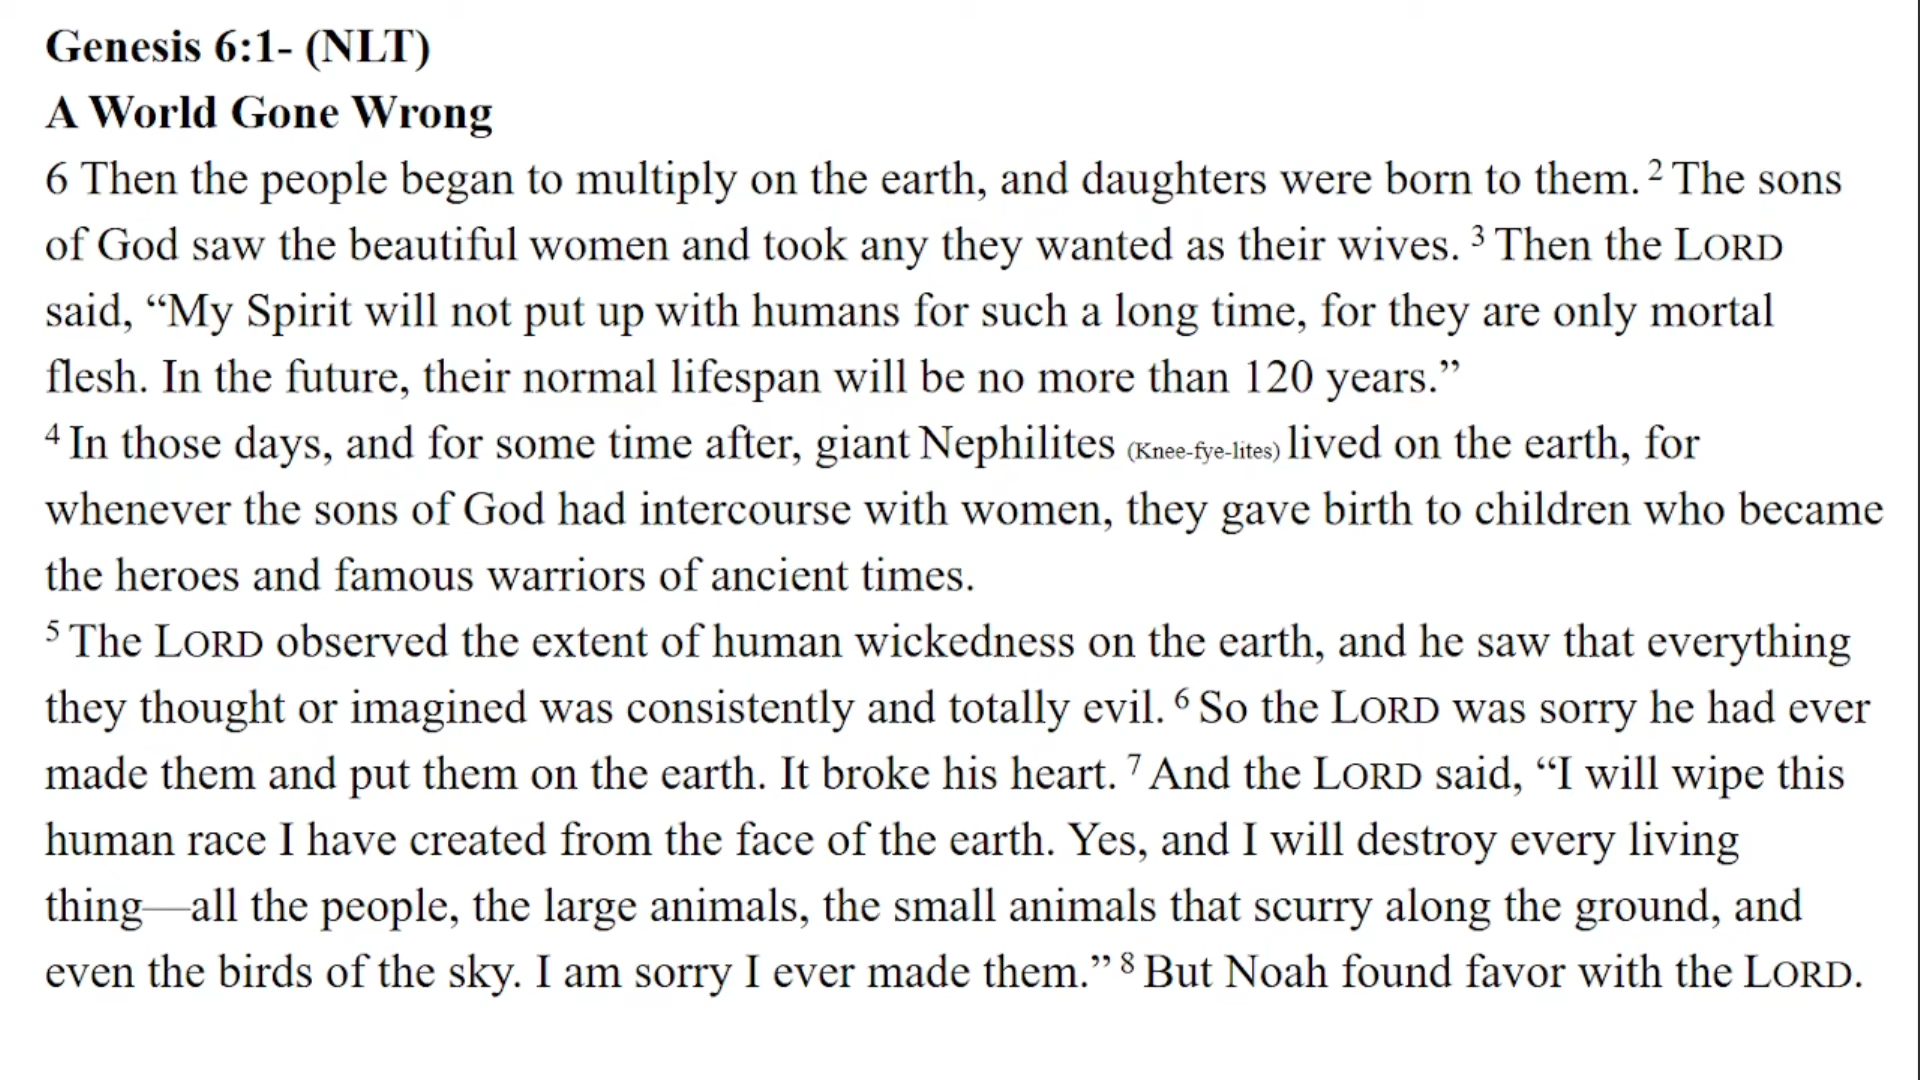 Genesis 6:1- (NLT)
A World Gone Wrong
6 Then the people began to multiply on the earth, and daughters were born to them. 2 The sons
of God saw the beautiful women and took any they wanted as their wives. 3 Then the LORD
said, “My Spirit will not put up with humans for such a long time, for they are only mortal
flesh. In the future, their normal lifespan will be no more than 120 years.”
4 In those days, and for some time after, giant Nephilites (Knee-fye-lites) lived on the earth, for
whenever the sons of God had intercourse with women, they gave birth to children who became
the heroes and famous warriors of ancient times.
5 The LORD observed the extent of human wickedness on the earth, and he saw that everything
they thought or imagined was consistently and totally evil. 6 So the LORD was sorry he had ever
made them and put them on the earth. It broke his heart. 7 And the LORD said, “I will wipe this
human race I have created from the face of the earth. Yes, and I will destroy every living
thing—all the people, the large animals, the small animals that scurry along the ground, and
even the birds of the sky. I am sorry I ever made them.” 8 But Noah found favor with the LORD.